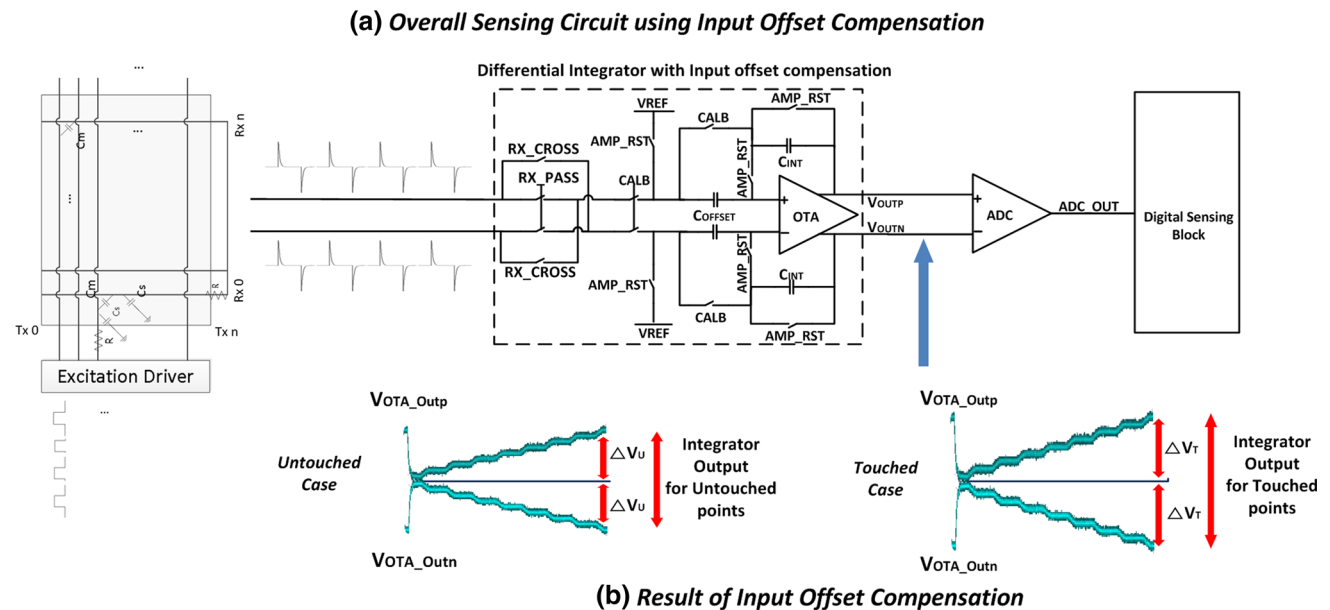 (a) Overall Sensing Circuit using Input Offset Compensation
Differential Integrator with Input offset compensation
...
...
...
Cm
Rx n
Cm
Cs
Cs
R
Rx 0
R
Tx 0
Tx n
Excitation Driver
...
RX_CROSS
RX_PASS
RX_CROSS
CALB
VREF
AMP_RST
AMP_RST
VREF
CALB
COFFSET
CALB
AMP_RST
AMP_RST
AMP_RST
CINT
OTA
CINT
AMP_RST
+
−
VOUTP
VOUTN
+
−
ADC
ADC_OUT
Digital Sensing
Block
VOTA_Outp
Untouched
Case
△VU
△VU
Integrator
Output
for Untouched
points
VOTA_Outn
VOTA_Outp
Touched
Case
△VT
△VT
Integrator
Output
for Touched
points
VOTA_Outn
(b) Result of Input Offset Compensation